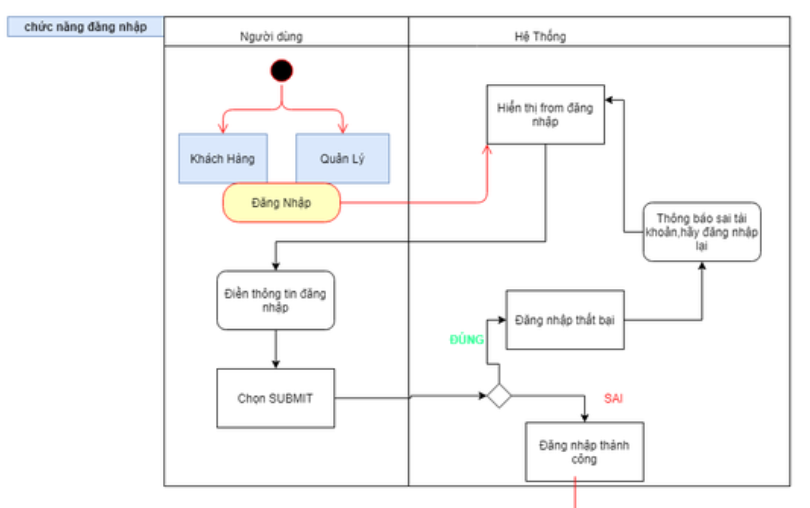 chức năng đăng nhập
Người dùng
Hệ Thống
Hiển thị frọm đăng
nhập
Khách Hàng
Quản Lý
Đăng Nhập
Thông báo sai tái
khoản,hãy đăng nhập
lại
Điền thông tin đăng
nhập
Đăng nhập thất bại
ĐÚNG
Chọn SUBMIT
SAI
Đăng nhập thành
công